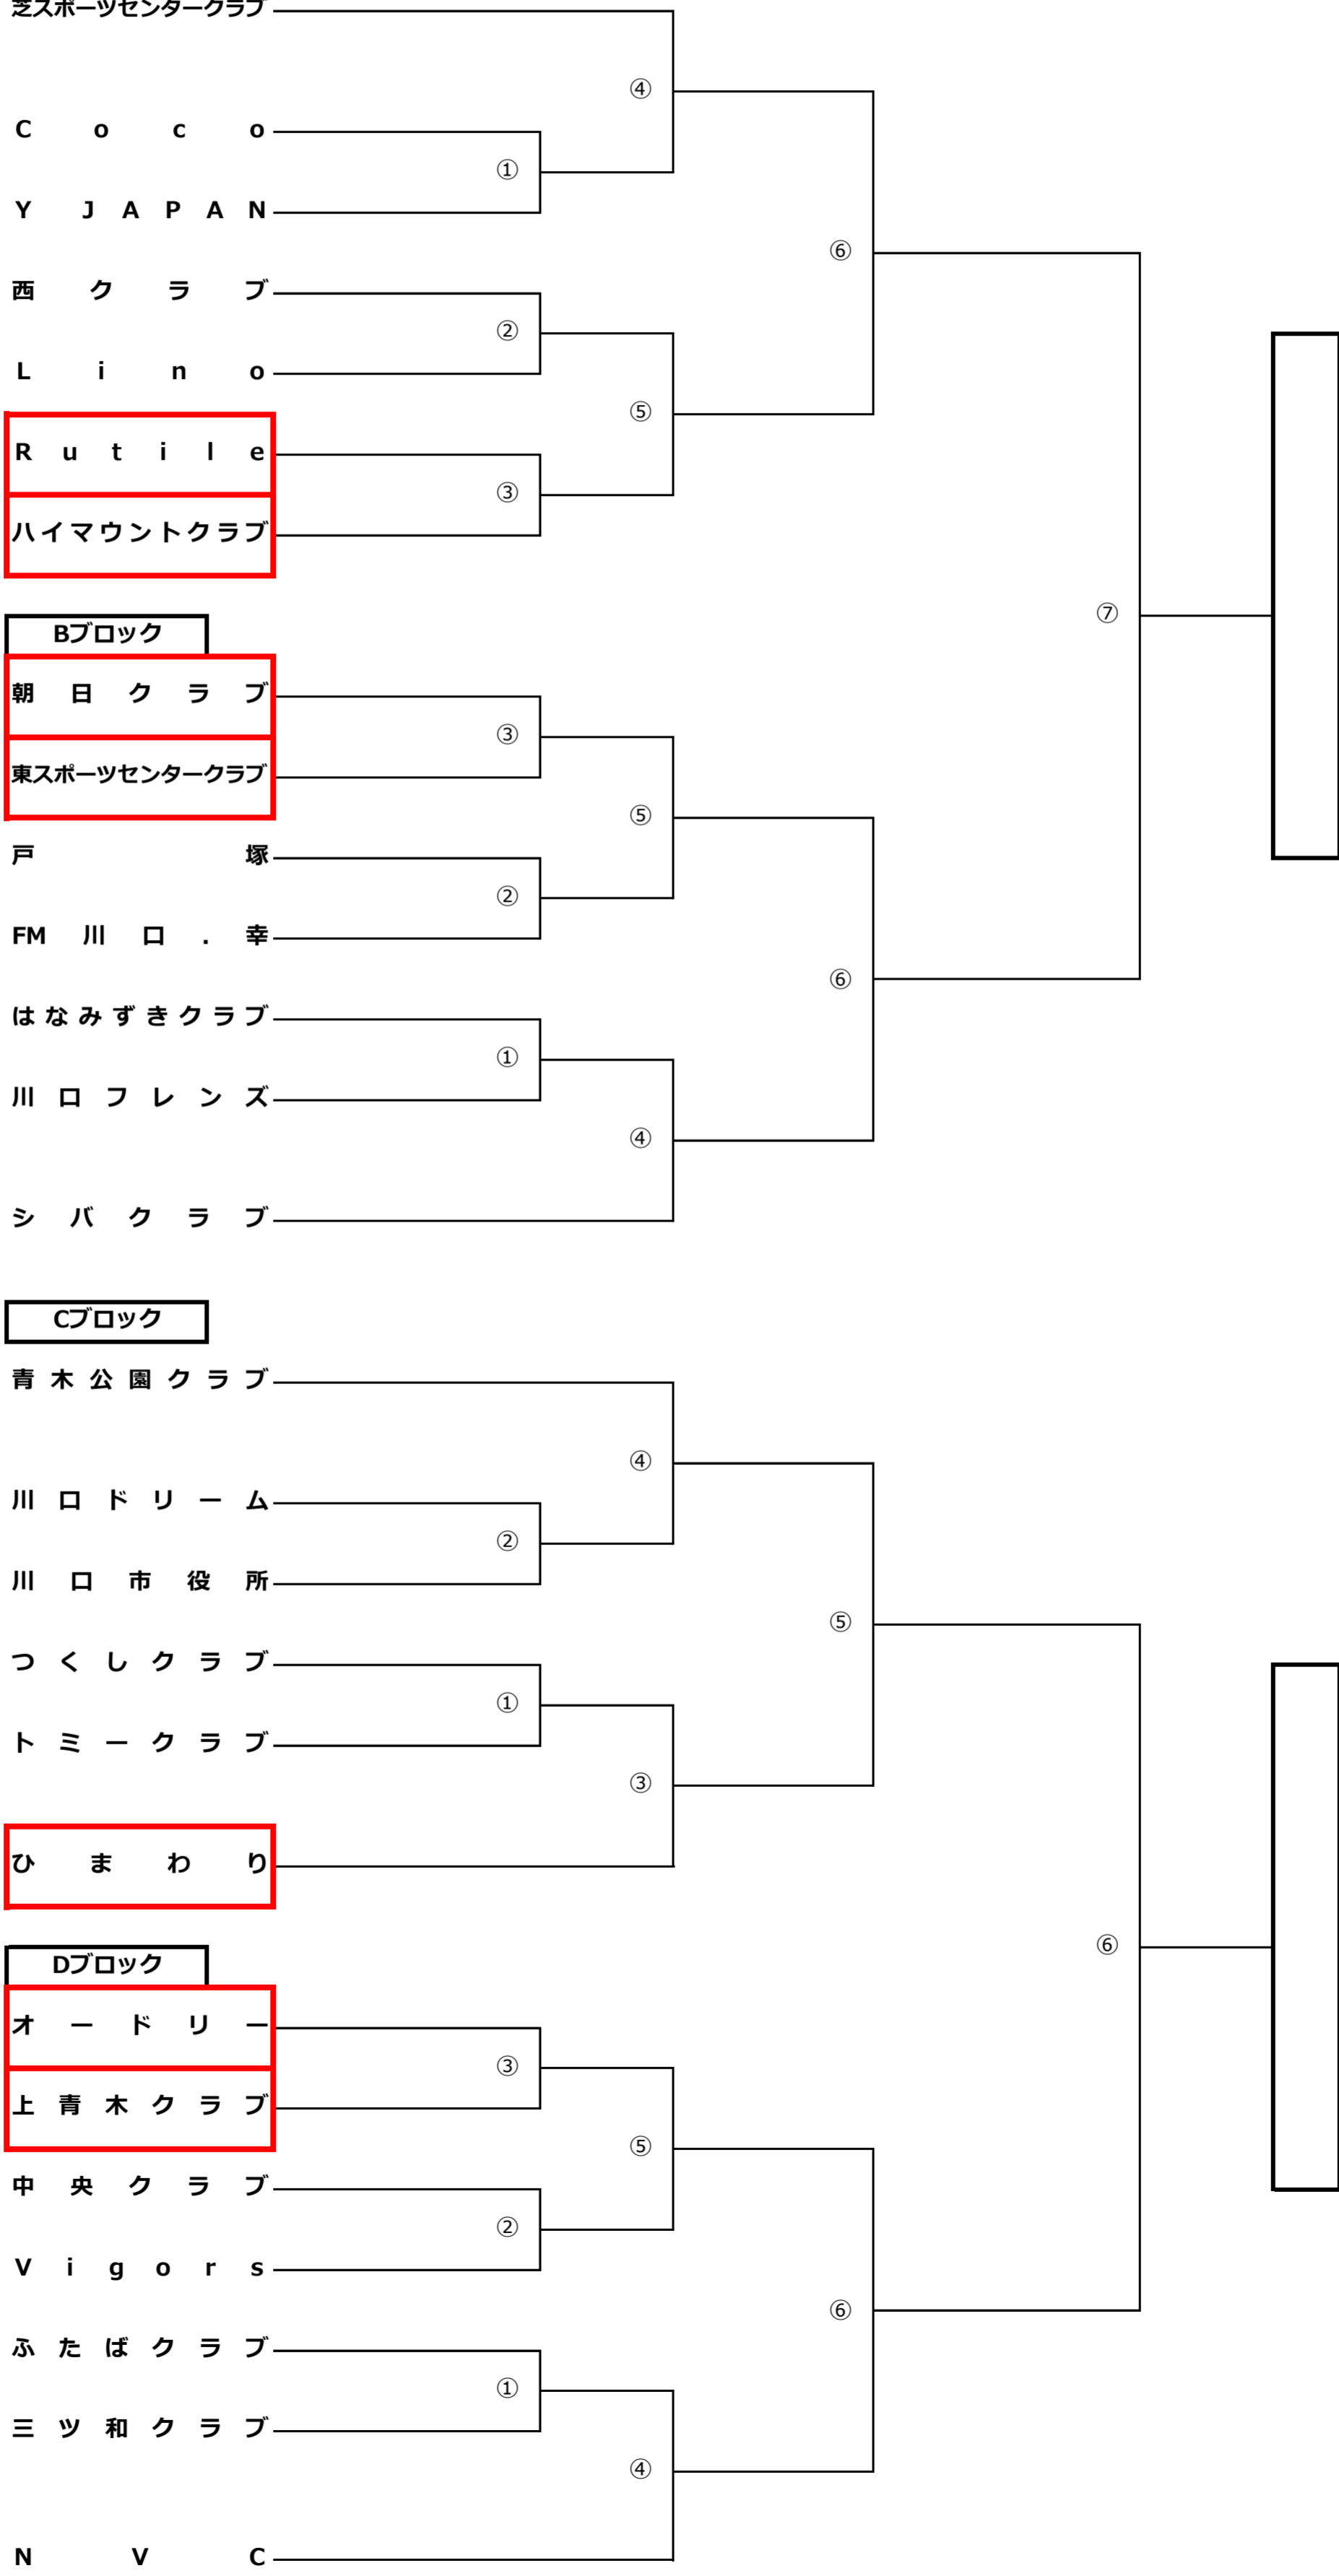 芝スポーツセンタークラブ
④
Coco
①
Y JAPAN
⑥
西クラブ
②
Lino
⑤
Rutile
③
ハイマウントクラブ
⑦
Bブロック
朝日クラブ
③
東スポーツセンタークラブ
⑤
戸塚
②
FM川口.幸
⑥
はなみずきクラブ
①
川口フレンズ
④
シバクラブ
Cブロック
青木公園クラブ
④
川口ドリーム
②
川口市役所
⑤
つくしクラブ
①
トミークラブ
③
ひまわり
⑥
Dブロック
オードリー
③
上青木クラブ
⑤
中央クラブ
②
Vigors
⑥
ふたばクラブ
①
三ツ和クラブ
④
NVC